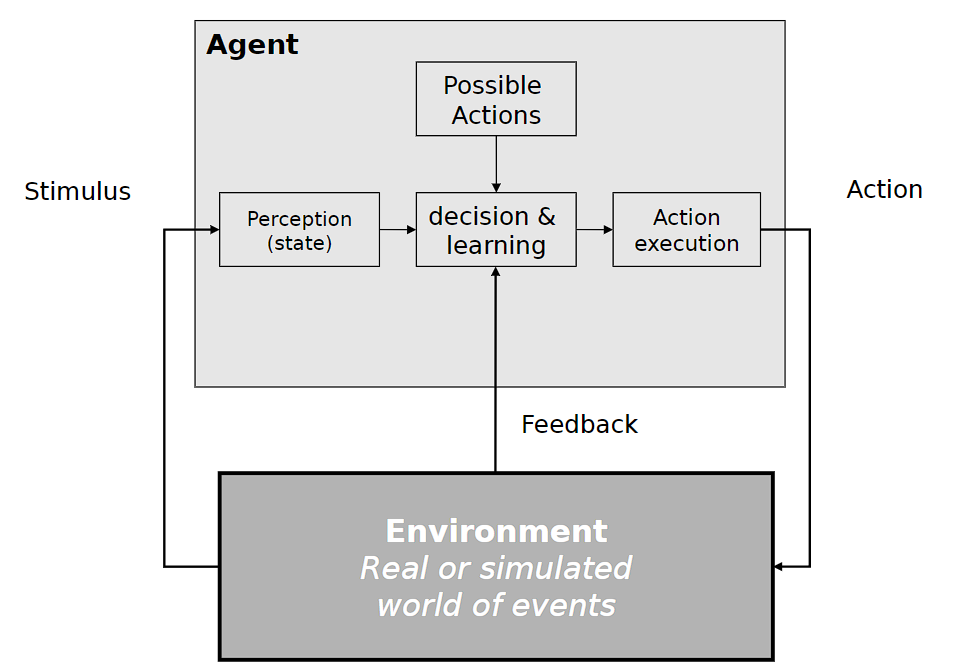 Agent
Possible
Actions
Stimulus
Action
Perception
(state)
decision &
learning
Action
execution
Feedback
Environment
Real or simulated
world of events